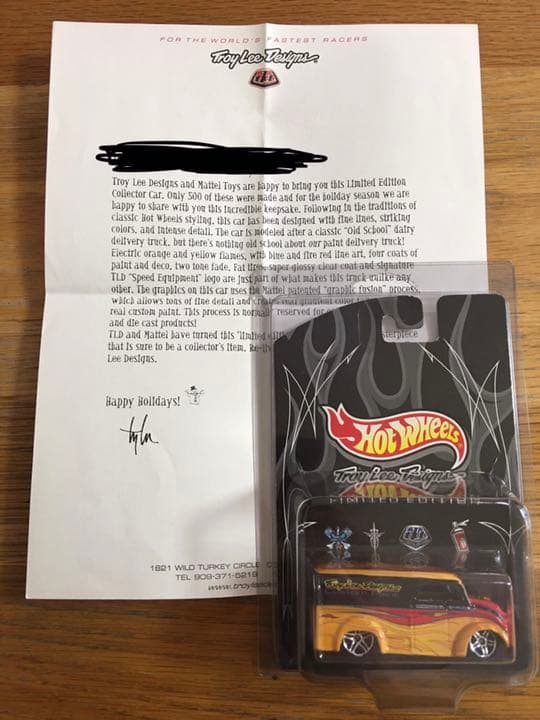 FOR THE WORLD'S FASTEST RACERS
Troy Lee Designs
Troy Lee Designs and Mattel Toys are happy to bring you this Limited Edition
Collector Car. Only 500 of these were made and for the holiday season we are
happy to share with you this incredible keepsake. Following in the traditions of
classic Hot Wheels styling, this car has been designed with fine lines, striking
colors, and intense detail. The car is modeled after a classic "Old School" dairy
delivery truck, but there's nothing old school about our paint delivery truck!
Electric orange and yellow flames, with blue and fire red line art, four coats of
paint and deco, two tone fade. Fat tires, super glossy clear coat and signature
TLD "Speed Equipment" logo are just part of what makes this truck unlike any
other. The graphics on this car uses the Mattel patented "graphic fusion" process
which allows tons of fine detail and creates real gradient color
real custom paint. This process is normally reserved for
and die cast products!
TLD and Mattel have turned this "limited
that is sure to be a collector's item.
Lee Designs.
Happy Holidays!
1821 WILD TURKEY CIRCLE
TEL 909-371-5219
HOT WHEELS
Troy Lee Designs
LIMITED EDITION
Troy Lee Designs